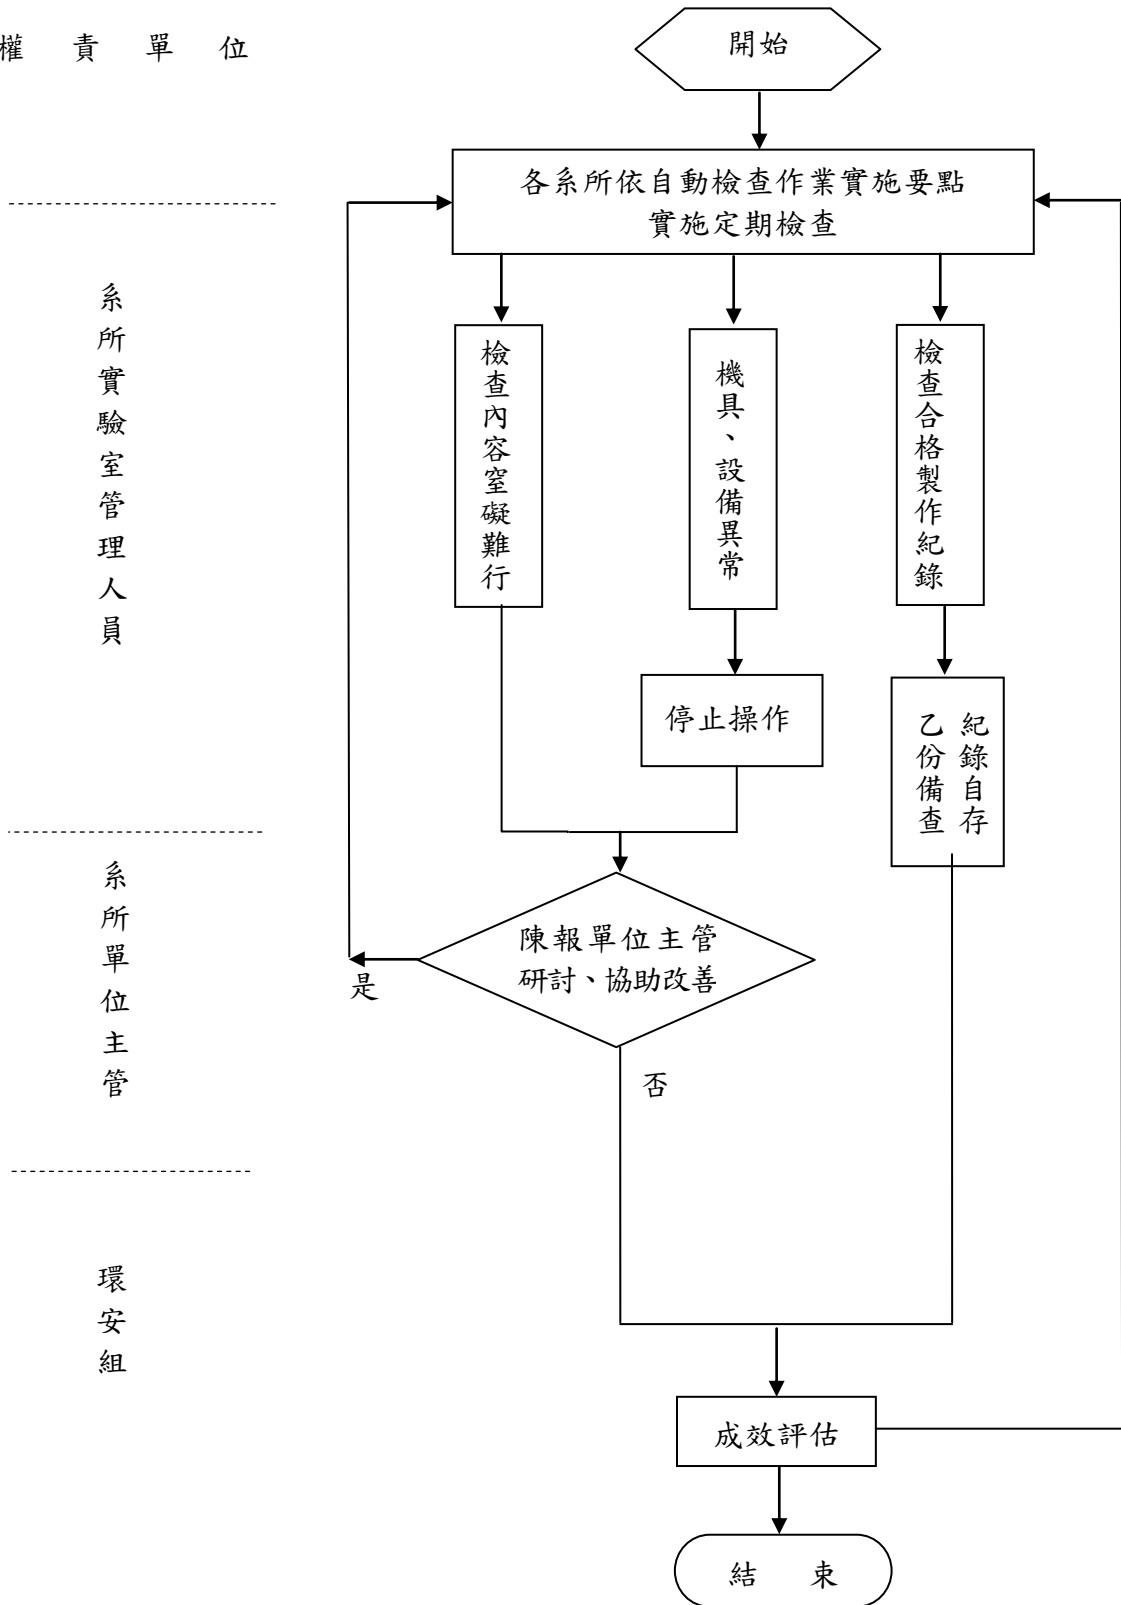 權責單位
開始
各系所依自動檢查作業實施要點
實施定期檢查
系所實驗室管理人員
檢查內容窒礙難行
機具、設備異常
檢查合格製作紀錄
停止操作
紀錄自存
乙份備查
系所單位主管
陳報單位主管
研討、協助改善
是
否
環安組
成效評估
結束